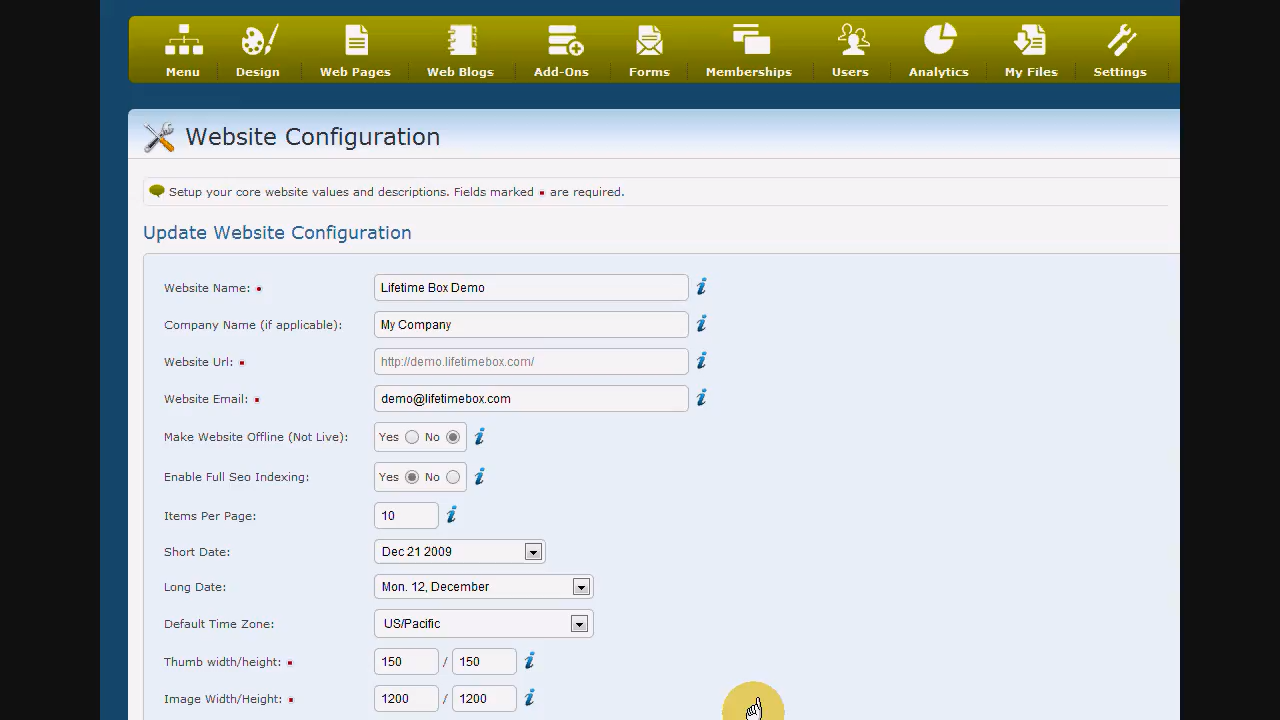 Menu Design Web Pages Web Blogs Add-Ons Forms Memberships Users Analytics My Files Settings
Website Configuration
Setup your core website values and descriptions. Fields marked are required.
Update Website Configuration
Website Name: Lifetime Box Demo
Company Name (if applicable): My Company
Website Url: http://demo.lifetimebox.com/
Website Email: demo@lifetimebox.com
Make Website Offline (Not Live): Yes No
Enable Full Seo Indexing: Yes No
Items Per Page: 10
Short Date: Dec 21 2009
Long Date: Mon. 12, December
Default Time Zone: US/Pacific
Thumb width/height: 150 / 150
Image Width/Height: 1200 / 1200